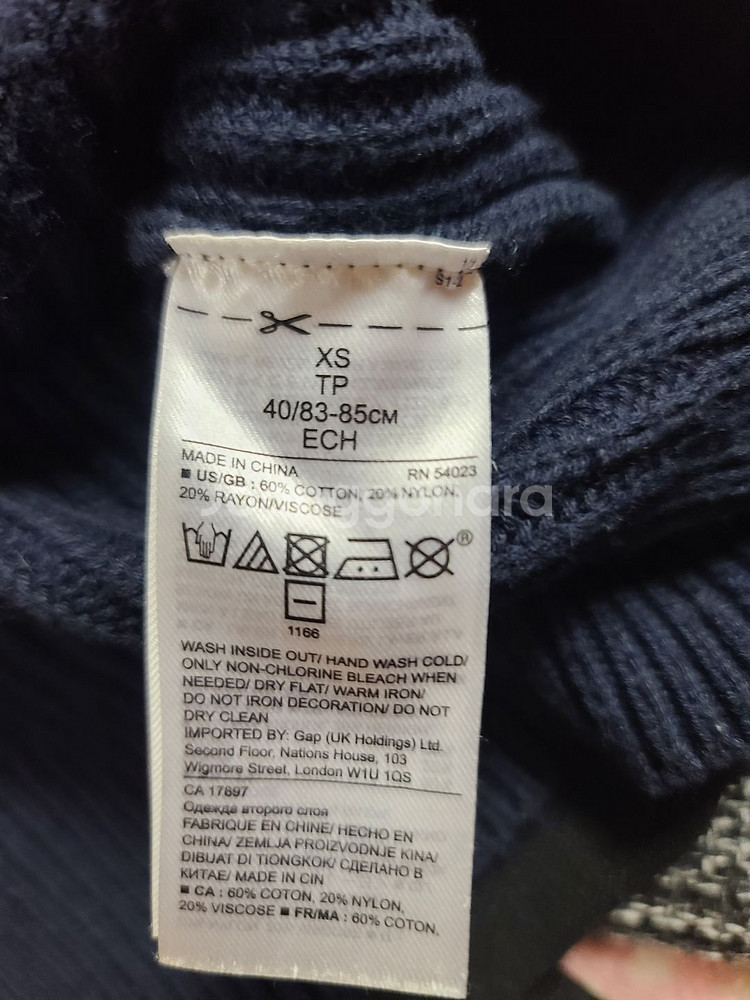 XS
TP
40/83-85CM
ECH
MADE IN CHINA RN 54023
■ US/GB : 60% COTTON, 20% NYLON,
20% RAYON/VISCOSE
®
1166
WASH INSIDE OUT/ HAND WASH COLD/
ONLY NON-CHLORINE BLEACH WHEN
NEEDED/ DRY FLAT/ WARM IRON/
DO NOT IRON DECORATION/ DO NOT
DRY CLEAN
IMPORTED BY: Gap (UK Holdings) Ltd.
Second Floor, Nations House, 103
Wigmore Street, London W1U 1QS
CA 17897
Одежда второго слоя
FABRIQUE EN CHINE/ HECHO EN
CHINA/ ZEMLJA PROIZVODNJE KINA/
DIBUAT DI TIONGKOK/ СДЕЛАНО В
КИТАЕ/ MADE IN CIN
■ CA : 60% COTON, 20% NYLON,
20% VISCOSE ■ FR/MA : 60% COTON,